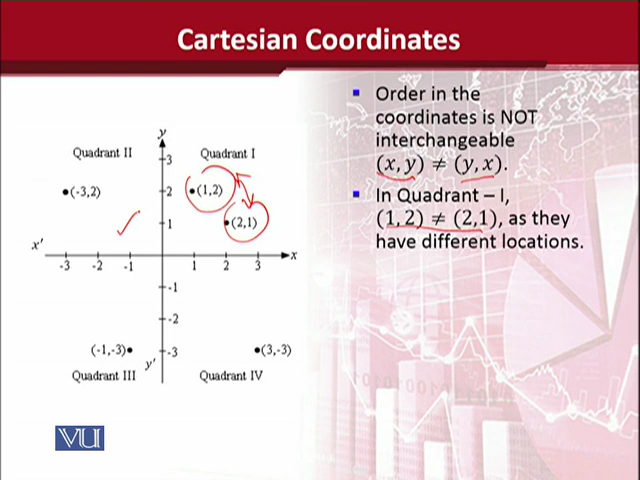 Cartesian Coordinates
Order in the
coordinates is NOT
interchangeable
(x, y) ≠ (y, x).
In Quadrant – I,
(1, 2) ≠ (2, 1), as they
have different locations.
y
Quadrant II
3
Quadrant I
(-3,2)
2
(1,2)
1
(2,1)
x'
-3
-2
-1
1
2
3
x
-1
-2
(-1,-3)
-3
(3,-3)
y'
Quadrant III
Quadrant IV
VU